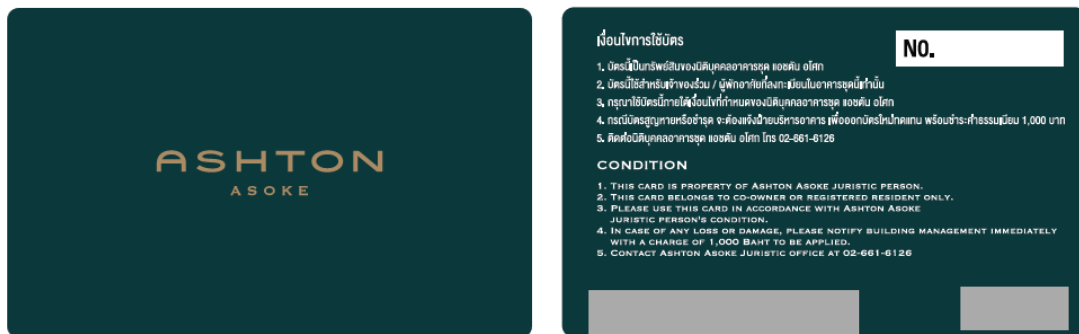 ASHTON
ASOKE
เงื่อนไขการใช้บัตร
NO.
1. บัตรนี้เป็นทรัพย์สินของนิติบุคคลอาคารชุด แอชตัน อโศก
2. บัตรนี้ใช้สำหรับเจ้าของร่วม / ผู้พักอาศัยที่ลงทะเบียนในอาคารชุดนี้เท่านั้น
3. กรุณาใช้บัตรนี้ภายใต้เงื่อนไขที่กำหนดของนิติบุคคลอาคารชุด แอชตัน อโศก
4. กรณีบัตรสูญหายหรือชำรุด จะต้องแจ้งฝ่ายบริหารอาคาร เพื่อออกบัตรใหม่ทดแทน พร้อมชำระค่าธรรมเนียม 1,000 บาท
5. ติดต่อนิติบุคคลอาคารชุด แอชตัน อโศก โทร 02-661-6126
CONDITION
1. THIS CARD IS PROPERTY OF ASHTON ASOKE JURISTIC PERSON.
2. THIS CARD BELONGS TO CO-OWNER OR REGISTERED RESIDENT ONLY.
3. PLEASE USE THIS CARD IN ACCORDANCE WITH ASHTON ASOKE
JURISTIC PERSON'S CONDITION.
4. IN CASE OF ANY LOSS OR DAMAGE, PLEASE NOTIFY BUILDING MANAGEMENT IMMEDIATELY
WITH A CHARGE OF 1,000 BAHT TO BE APPLIED.
5. CONTACT ASHTON ASOKE JURISTIC OFFICE AT 02-661-6126